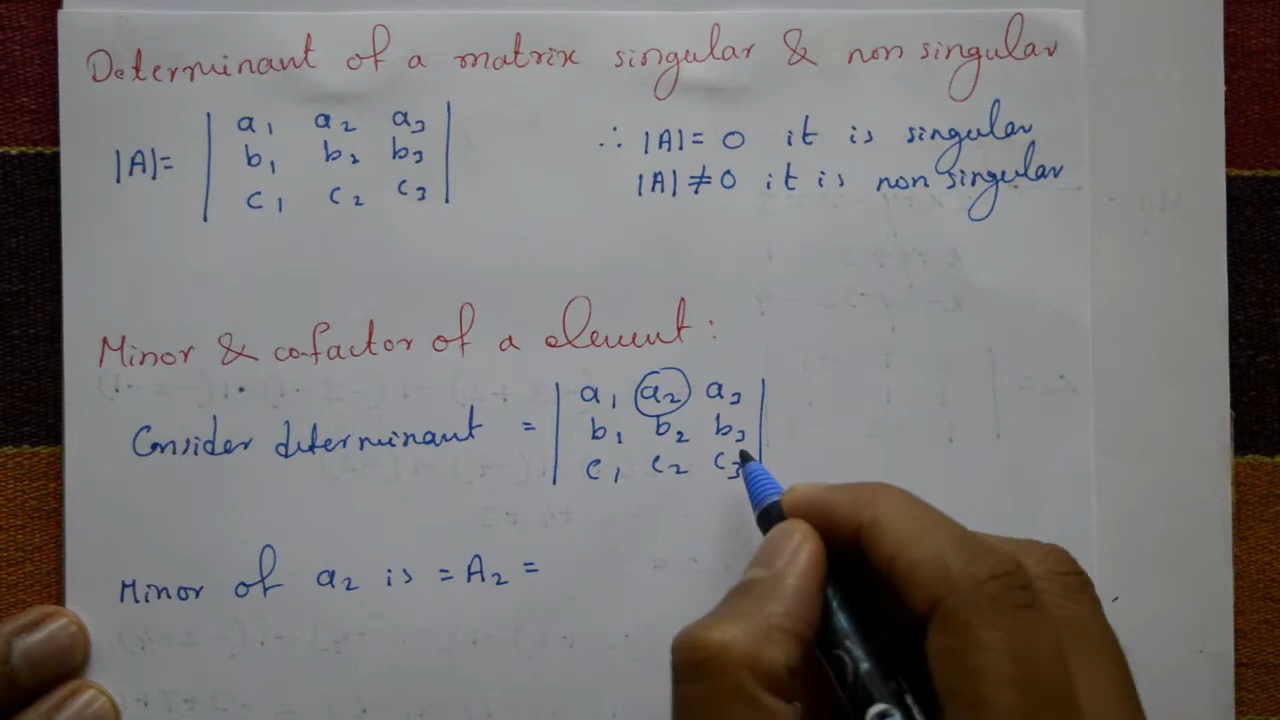 Determinant of a matrix singular & non singular
|A| = | a₁ a₂ a₃ |
| b₁ b₂ b₃ |
| c₁ c₂ c₃ |
∴ |A| = 0 it is singular
|A| ≠ 0 it is non singular
Minor & cofactor of a element:
Consider determinant = | a₁ a₂ a₃ |
| b₁ b₂ b₃ |
| c₁ c₂ c₃ |
Minor of a₂ is = A₂ =